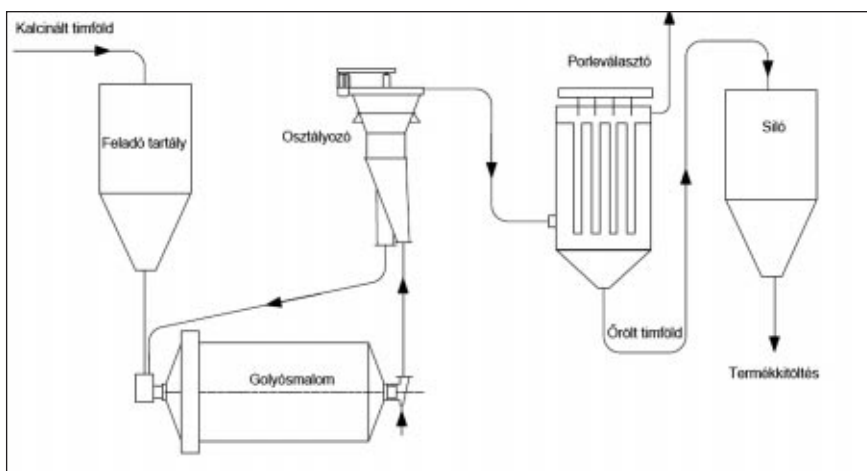 Kalcinált timföld
Feladó tartály
Osztályozó
Porleválasztó
Siló
Golyósmalom
Őrölt timföld
Termékkitöltés